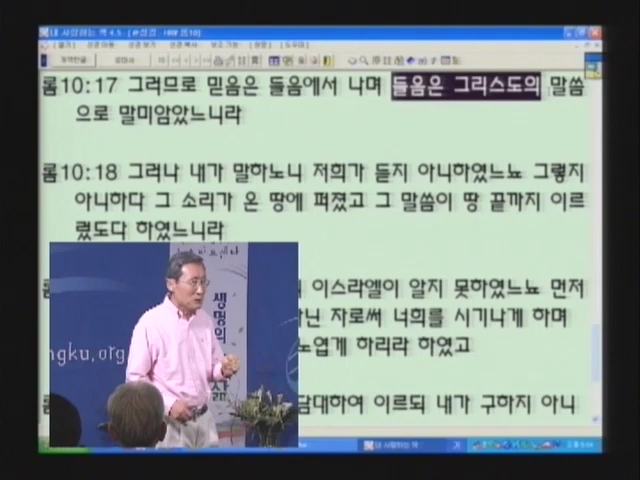 롬10:17 그러므로 믿음은 들음에서 나며 들음은 그리스도의 말씀
으로 말미암았느니라
롬10:18 그러나 내가 말하노니 저희가 듣지 아니하였느뇨 그렇지
아니하다 그 소리가 온 땅에 퍼졌고 그 말씀이 땅 끝까지 이르
렀도다 하였느니라
이스라엘이 알지 못하였느뇨 먼저
닌 자로써 너희를 시기나게 하며
노엽게 하리라 하였고
담대하여 이르되 내가 구하지 아니
생명의 삶
ngku.org